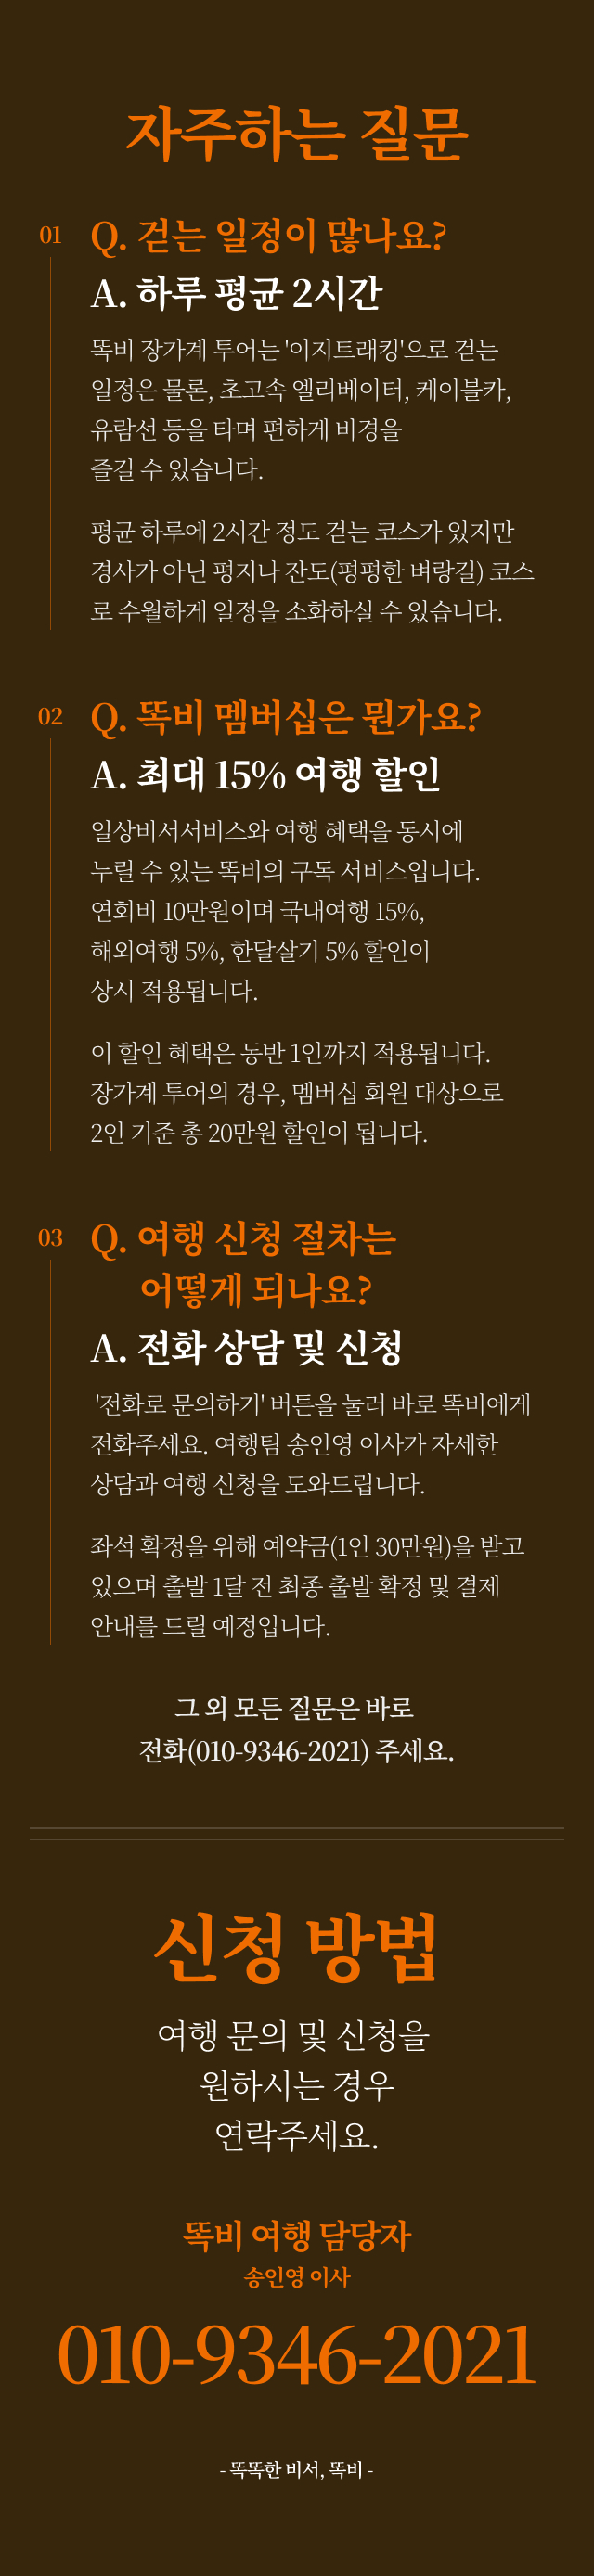 자주하는 질문
01
Q. 걷는 일정이 많나요?
A. 하루 평균 2시간
똑비 장가계 투어는 '이지트래킹'으로 걷는
일정은 물론, 초고속 엘리베이터, 케이블카,
유람선 등을 타며 편하게 비경을
즐길 수 있습니다.
평균 하루에 2시간 정도 걷는 코스가 있지만
경사가 아닌 평지나 잔도(평평한 벼랑길) 코스
로 수월하게 일정을 소화하실 수 있습니다.
02
Q. 똑비 멤버십은 뭔가요?
A. 최대 15% 여행 할인
일상비서서비스와 여행 혜택을 동시에
누릴 수 있는 똑비의 구독 서비스입니다.
연회비 10만원이며 국내여행 15%,
해외여행 5%, 한달살기 5% 할인이
상시 적용됩니다.
이 할인 혜택은 동반 1인까지 적용됩니다.
장가계 투어의 경우, 멤버십 회원 대상으로
2인 기준 총 20만원 할인이 됩니다.
03
Q. 여행 신청 절차는
어떻게 되나요?
A. 전화 상담 및 신청
'전화로 문의하기' 버튼을 눌러 바로 똑비에게
전화주세요. 여행팀 송인영 이사가 자세한
상담과 여행 신청을 도와드립니다.
좌석 확정을 위해 예약금(1인 30만원)을 받고
있으며 출발 1달 전 최종 출발 확정 및 결제
안내를 드릴 예정입니다.
그 외 모든 질문은 바로
전화(010-9346-2021) 주세요.
신청 방법
여행 문의 및 신청을
원하시는 경우
연락주세요.
똑비 여행 담당자
송인영 이사
010-9346-2021
- 똑똑한 비서, 똑비 -